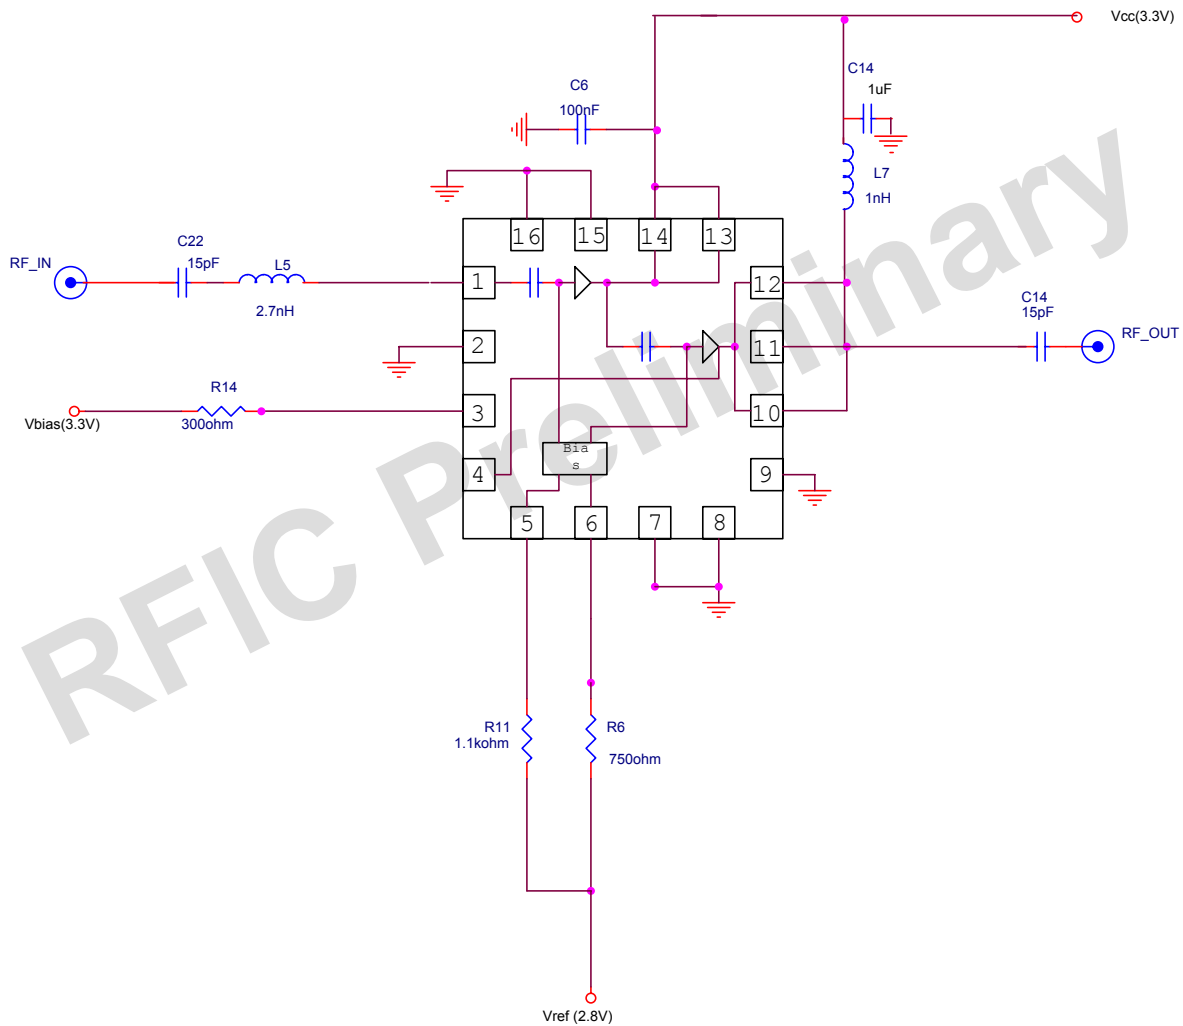 Vcc(3.3V)
C14
1uF
C6
100nF
L7
1nH
16
15
14
13
C22
15pF
L5
2.7nH
RF_IN
1
12
C14
15pF
RF_OUT
2
11
R14
300ohm
Vbias(3.3V)
3
10
Bia
s
4
9
5
6
7
8
R11
1.1kohm
R6
750ohm
Vref (2.8V)
RFIC Preliminary